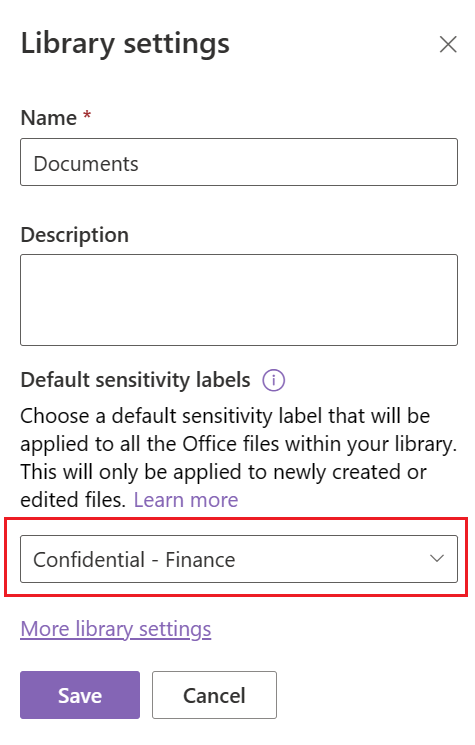 Library settings
Name *
Documents
Description
Default sensitivity labels
Choose a default sensitivity label that will be
applied to all the Office files within your library.
This will only be applied to newly created or
edited files. Learn more
Confidential - Finance
More library settings
Save Cancel